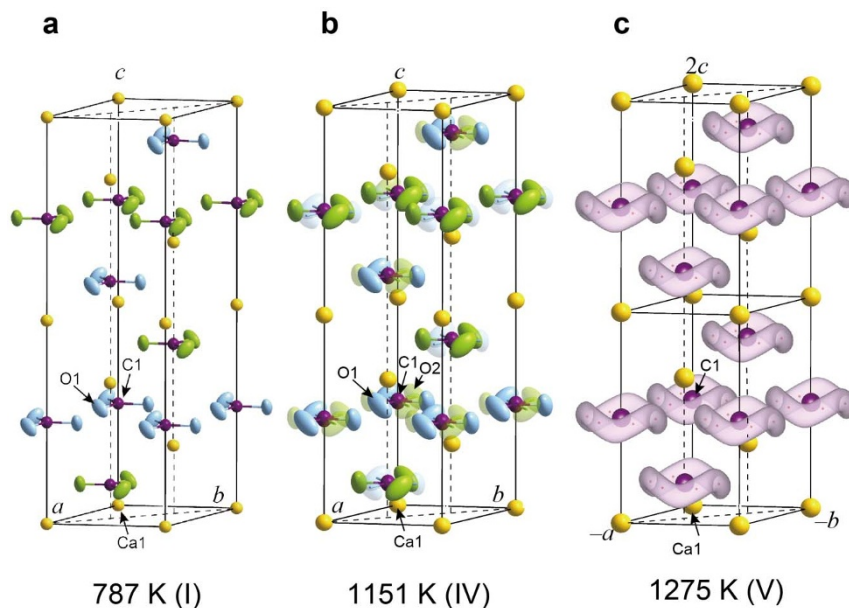 a b c
c c 2c
O1 C1
O1 C1 O2
C1
a b a b –a –b
Ca1 Ca1 Ca1
787 K (I) 1151 K (IV) 1275 K (V)